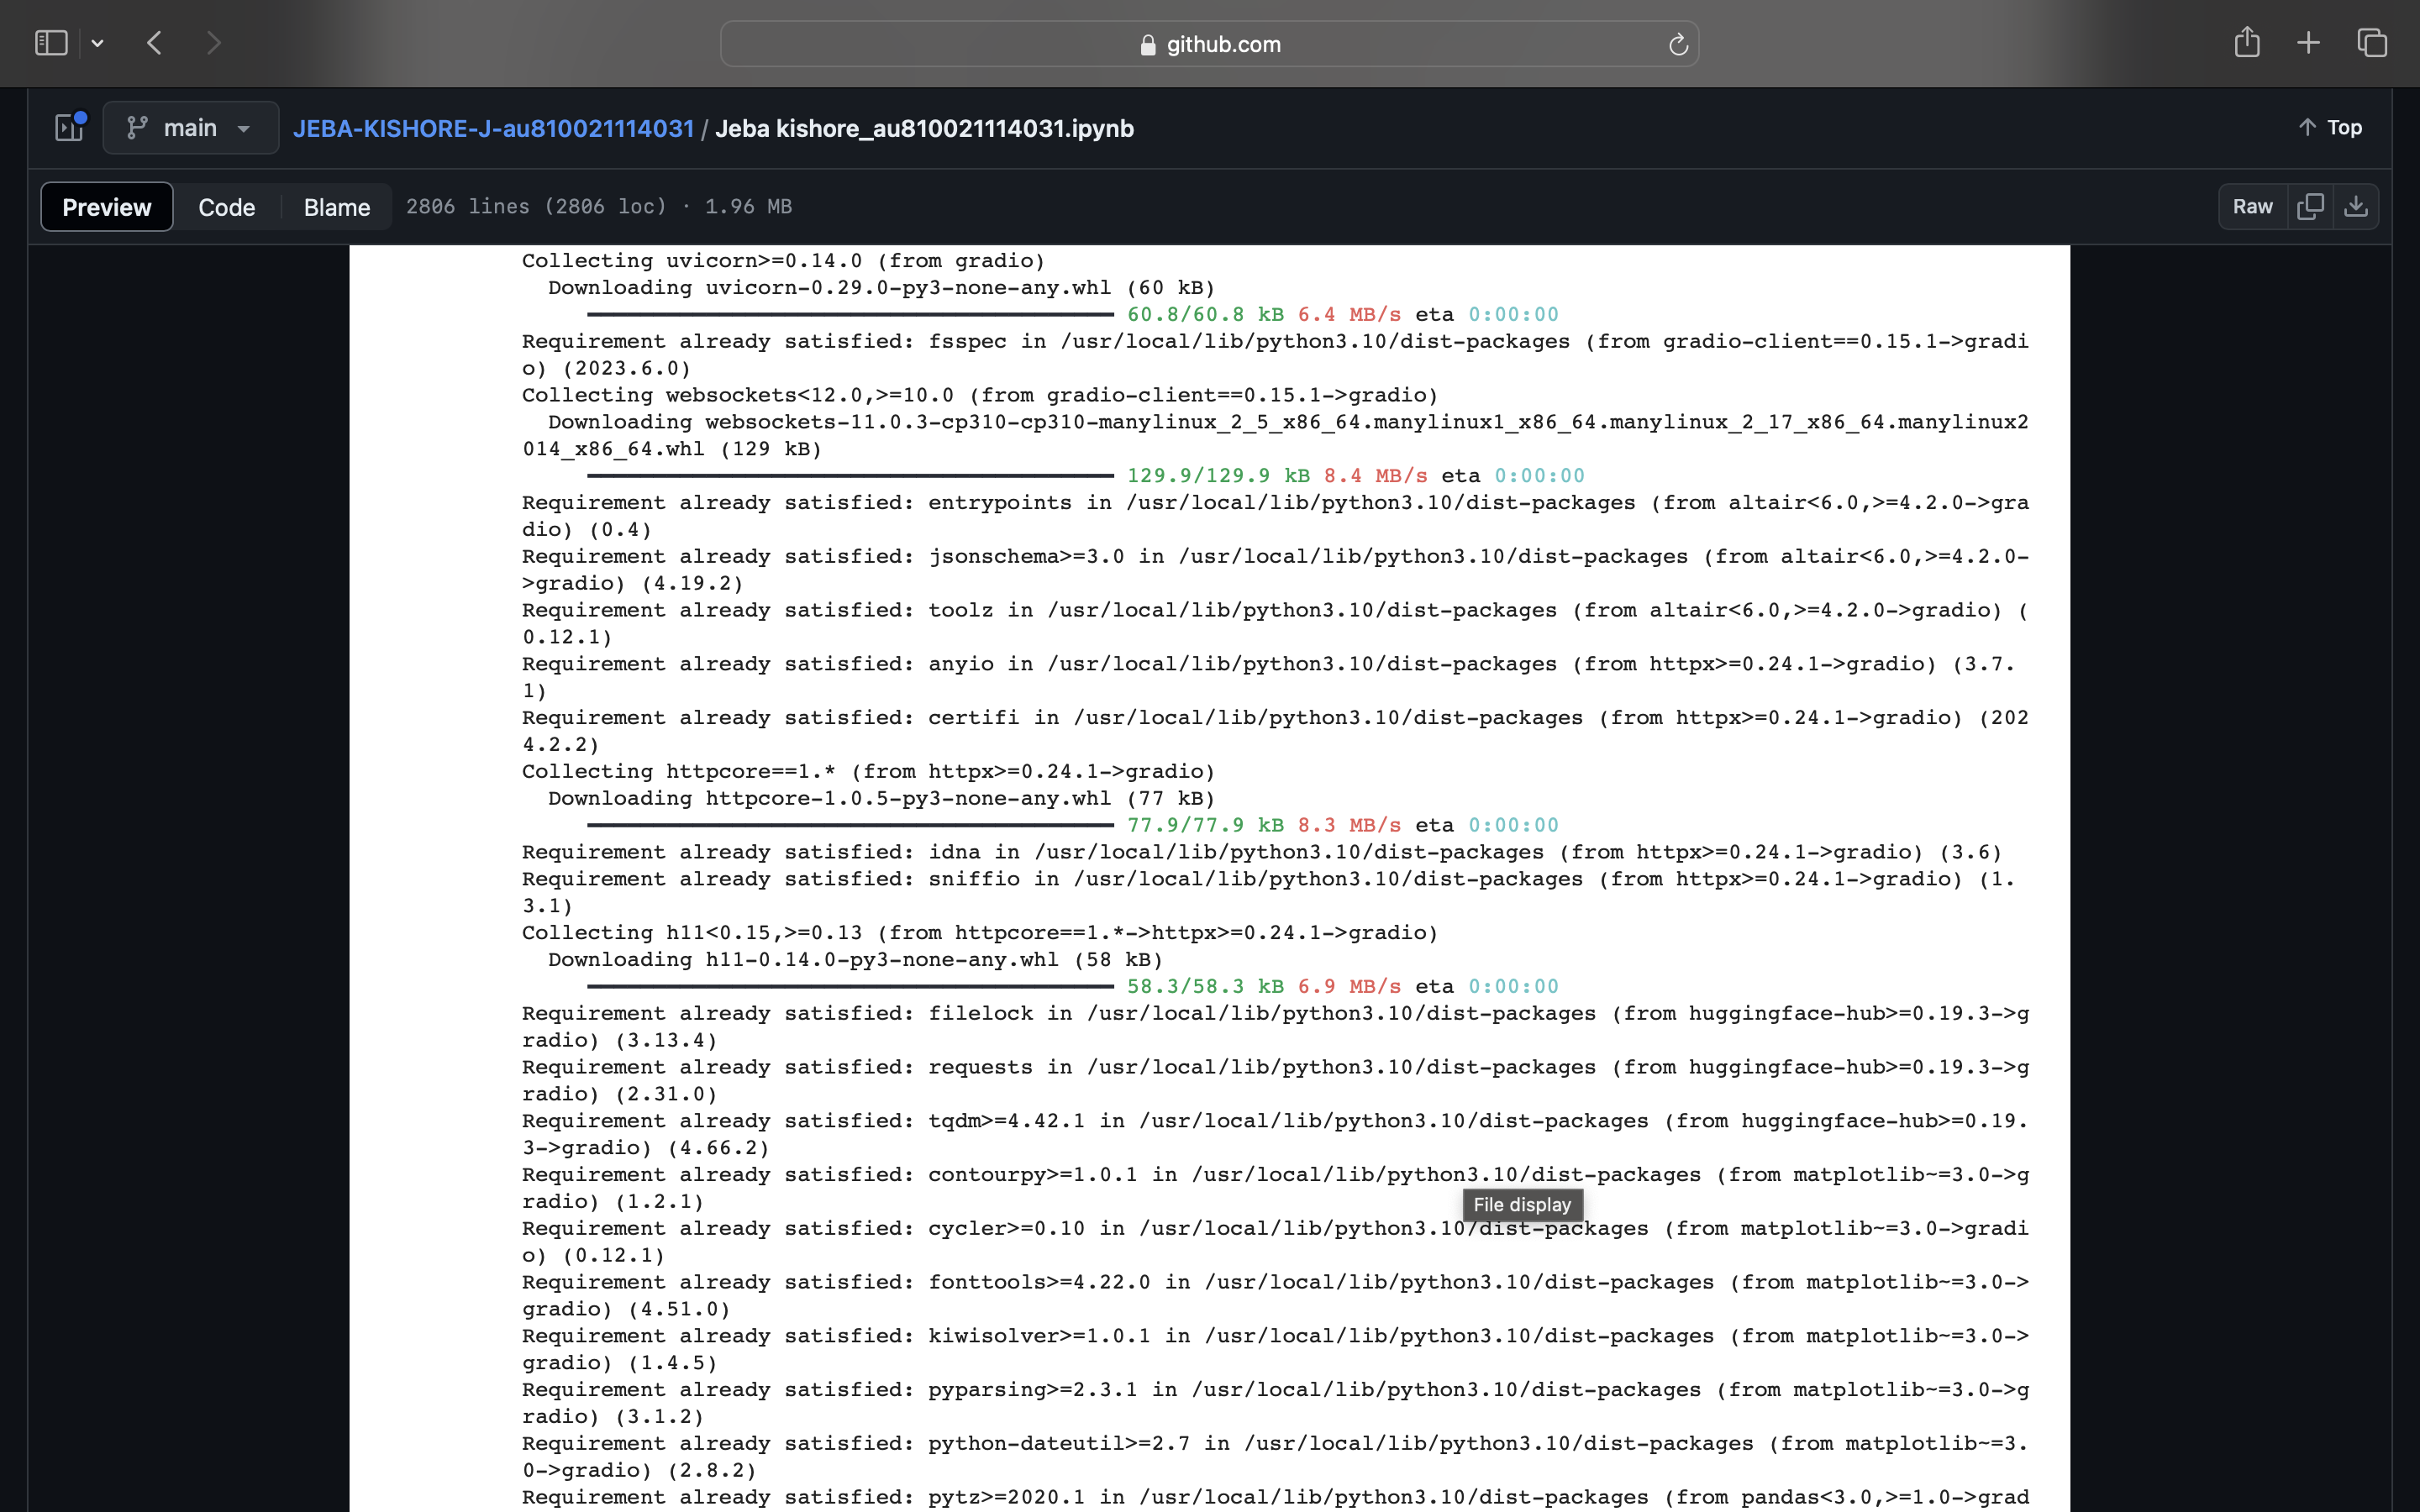 github.com
main
JEBA-KISHORE-J-au810021114031 / Jeba kishore_au810021114031.ipynb
Top
Preview Code Blame 2806 lines (2806 loc) · 1.96 MB Raw
Collecting uvicorn>=0.14.0 (from gradio)
Downloading uvicorn-0.29.0-py3-none-any.whl (60 kB)
60.8/60.8 kB 6.4 MB/s eta 0:00:00
Requirement already satisfied: fsspec in /usr/local/lib/python3.10/dist-packages (from gradio-client==0.15.1->gradi
o) (2023.6.0)
Collecting websockets<12.0,>=10.0 (from gradio-client==0.15.1->gradio)
Downloading websockets-11.0.3-cp310-cp310-manylinux_2_5_x86_64.manylinux1_x86_64.manylinux_2_17_x86_64.manylinux2
014_x86_64.whl (129 kB)
129.9/129.9 kB 8.4 MB/s eta 0:00:00
Requirement already satisfied: entrypoints in /usr/local/lib/python3.10/dist-packages (from altair<6.0,>=4.2.0->gra
dio) (0.4)
Requirement already satisfied: jsonschema>=3.0 in /usr/local/lib/python3.10/dist-packages (from altair<6.0,>=4.2.0-
>gradio) (4.19.2)
Requirement already satisfied: toolz in /usr/local/lib/python3.10/dist-packages (from altair<6.0,>=4.2.0->gradio) (
0.12.1)
Requirement already satisfied: anyio in /usr/local/lib/python3.10/dist-packages (from httpx>=0.24.1->gradio) (3.7.
1)
Requirement already satisfied: certifi in /usr/local/lib/python3.10/dist-packages (from httpx>=0.24.1->gradio) (202
4.2.2)
Collecting httpcore==1.* (from httpx>=0.24.1->gradio)
Downloading httpcore-1.0.5-py3-none-any.whl (77 kB)
77.9/77.9 kB 8.3 MB/s eta 0:00:00
Requirement already satisfied: idna in /usr/local/lib/python3.10/dist-packages (from httpx>=0.24.1->gradio) (3.6)
Requirement already satisfied: sniffio in /usr/local/lib/python3.10/dist-packages (from httpx>=0.24.1->gradio) (1.
3.1)
Collecting h11<0.15,>=0.13 (from httpcore==1.*->httpx>=0.24.1->gradio)
Downloading h11-0.14.0-py3-none-any.whl (58 kB)
58.3/58.3 kB 6.9 MB/s eta 0:00:00
Requirement already satisfied: filelock in /usr/local/lib/python3.10/dist-packages (from huggingface-hub>=0.19.3->g
radio) (3.13.4)
Requirement already satisfied: requests in /usr/local/lib/python3.10/dist-packages (from huggingface-hub>=0.19.3->g
radio) (2.31.0)
Requirement already satisfied: tqdm>=4.42.1 in /usr/local/lib/python3.10/dist-packages (from huggingface-hub>=0.19.
3->gradio) (4.66.2)
Requirement already satisfied: contourpy>=1.0.1 in /usr/local/lib/python3.10/dist-packages (from matplotlib~=3.0->g
radio) (1.2.1)
File display
Requirement already satisfied: cycler>=0.10 in /usr/local/lib/python3.10/dist-packages (from matplotlib~=3.0->gradi
o) (0.12.1)
Requirement already satisfied: fonttools>=4.22.0 in /usr/local/lib/python3.10/dist-packages (from matplotlib~=3.0->
gradio) (4.51.0)
Requirement already satisfied: kiwisolver>=1.0.1 in /usr/local/lib/python3.10/dist-packages (from matplotlib~=3.0->
gradio) (1.4.5)
Requirement already satisfied: pyparsing>=2.3.1 in /usr/local/lib/python3.10/dist-packages (from matplotlib~=3.0->g
radio) (3.1.2)
Requirement already satisfied: python-dateutil>=2.7 in /usr/local/lib/python3.10/dist-packages (from matplotlib~=3.
0->gradio) (2.8.2)
Requirement already satisfied: pytz>=2020.1 in /usr/local/lib/python3.10/dist-packages (from pandas<3.0,>=1.0->grad